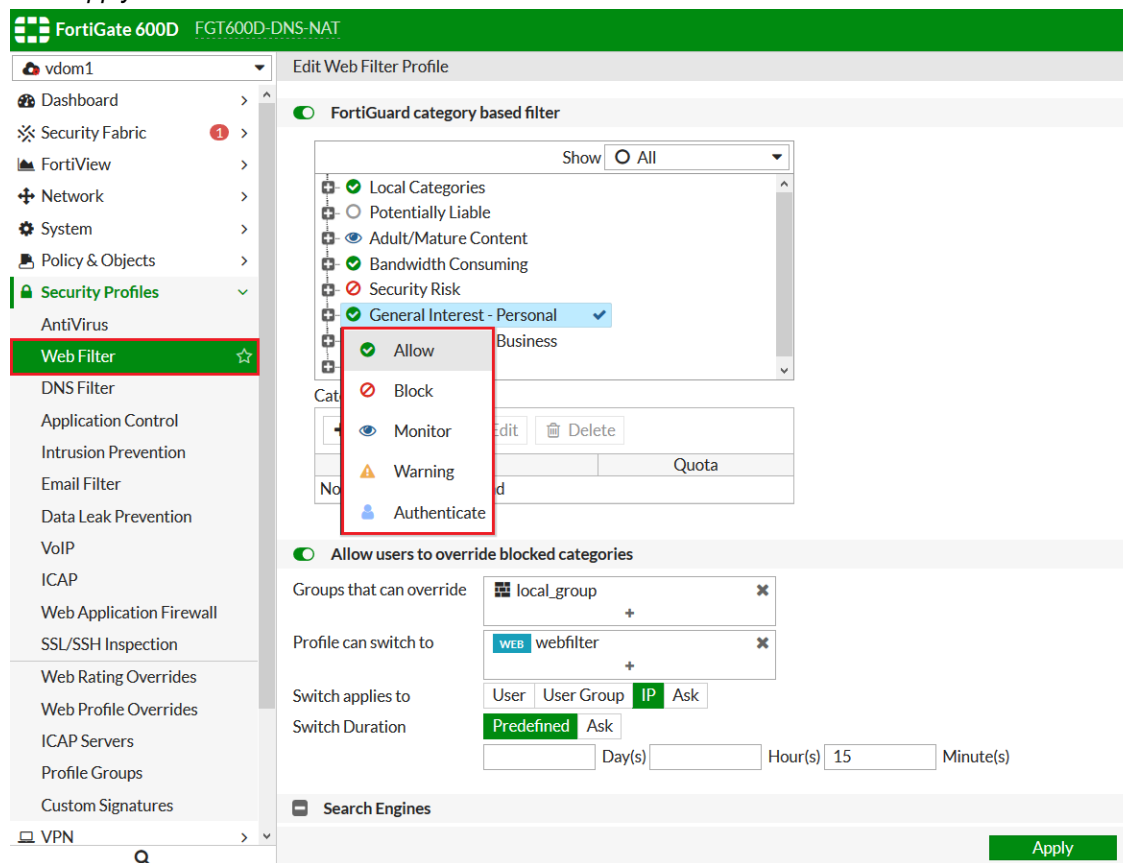 Apply
FortiGate 600D FGT600D-DNS-NAT
vdom1
Dashboard
Security Fabric 1
FortiView
Network
System
Policy & Objects
Security Profiles
AntiVirus
Web Filter
DNS Filter
Application Control
Intrusion Prevention
Email Filter
Data Leak Prevention
VoIP
ICAP
Web Application Firewall
SSL/SSH Inspection
Web Rating Overrides
Web Profile Overrides
ICAP Servers
Profile Groups
Custom Signatures
VPN
Edit Web Filter Profile
FortiGuard category based filter
Show All
Local Categories
Potentially Liable
Adult/Mature Content
Bandwidth Consuming
Security Risk
General Interest - Personal
Business
Allow
Block
Monitor
Warning
Authenticate
Cat
Edit Delete
Quota
No d
Allow users to override blocked categories
Groups that can override local_group
+
Profile can switch to WEB webfilter
+
Switch applies to User User Group IP Ask
Switch Duration Predefined Ask
Day(s) Hour(s) 15 Minute(s)
Search Engines
Apply